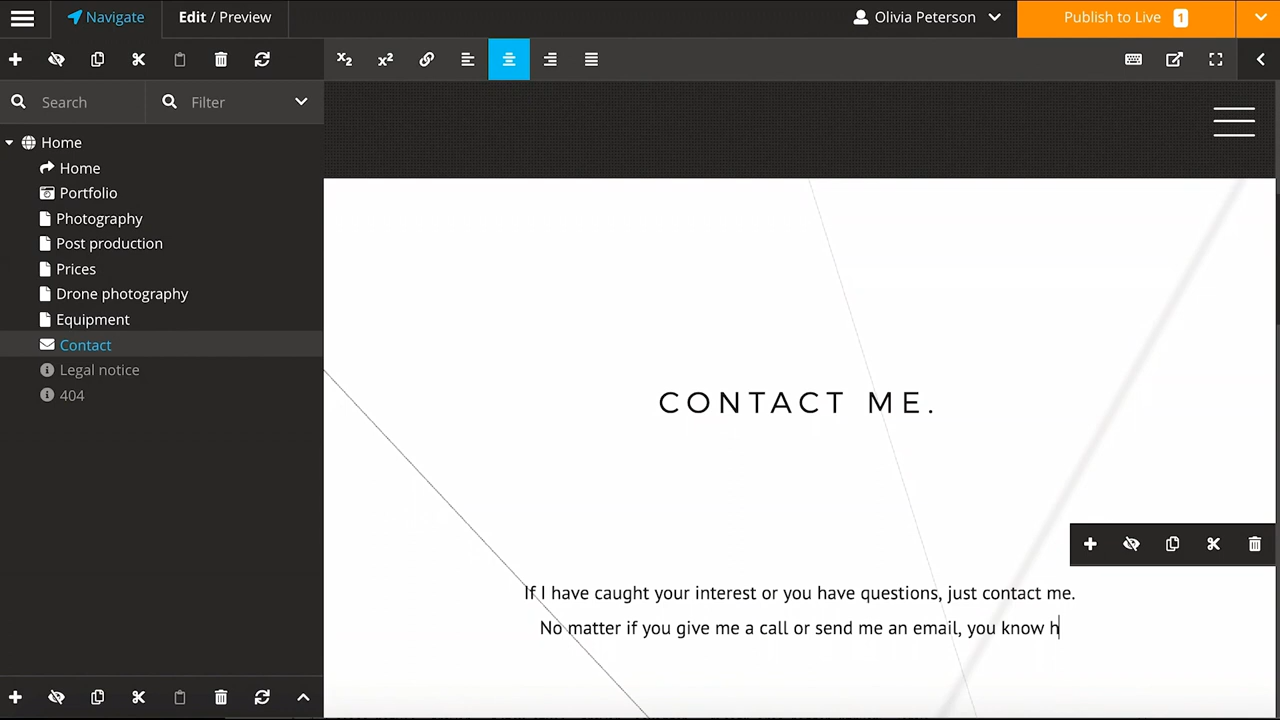 Navigate
Edit / Preview
Olivia Peterson
Publish to Live 1
x2
x2
Search
Filter
Home
Home
Portfolio
Photography
Post production
Prices
Drone photography
Equipment
Contact
Legal notice
404
CONTACT ME.
If I have caught your interest or you have questions, just contact me.
No matter if you give me a call or send me an email, you know h